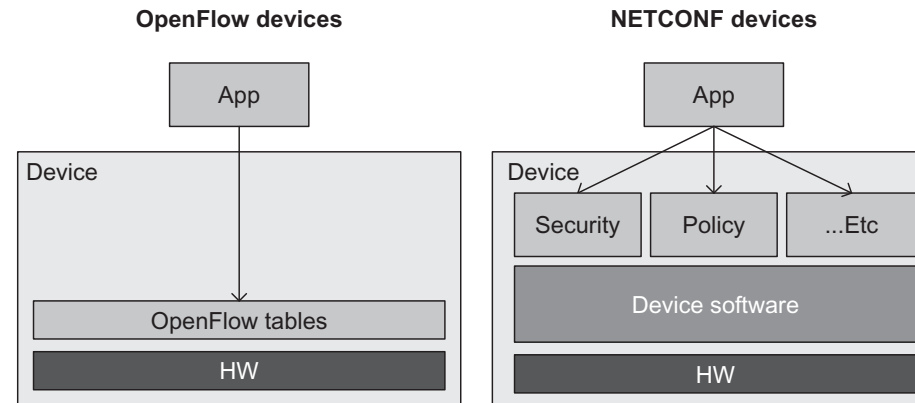 OpenFlow devices
App
Device
OpenFlow tables
HW
NETCONF devices
App
Device
Security
Policy
...Etc
Device software
HW